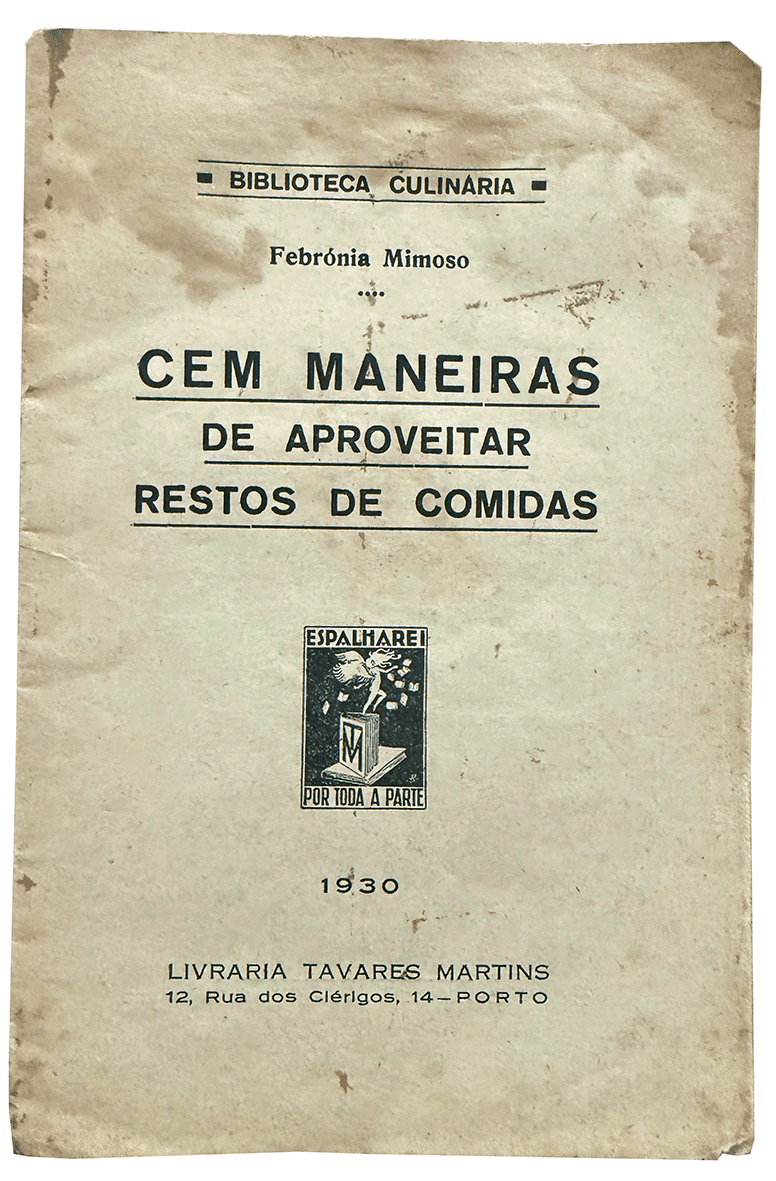 BIBLIOTECA CULINÁRIA
Febrónia Mimoso
CEM MANEIRAS
DE APROVEITAR
RESTOS DE COMIDAS
ESPALHAREI
TM
POR TODA A PARTE
1930
LIVRARIA TAVARES MARTINS
12, Rua dos Clérigos, 14—PORTO